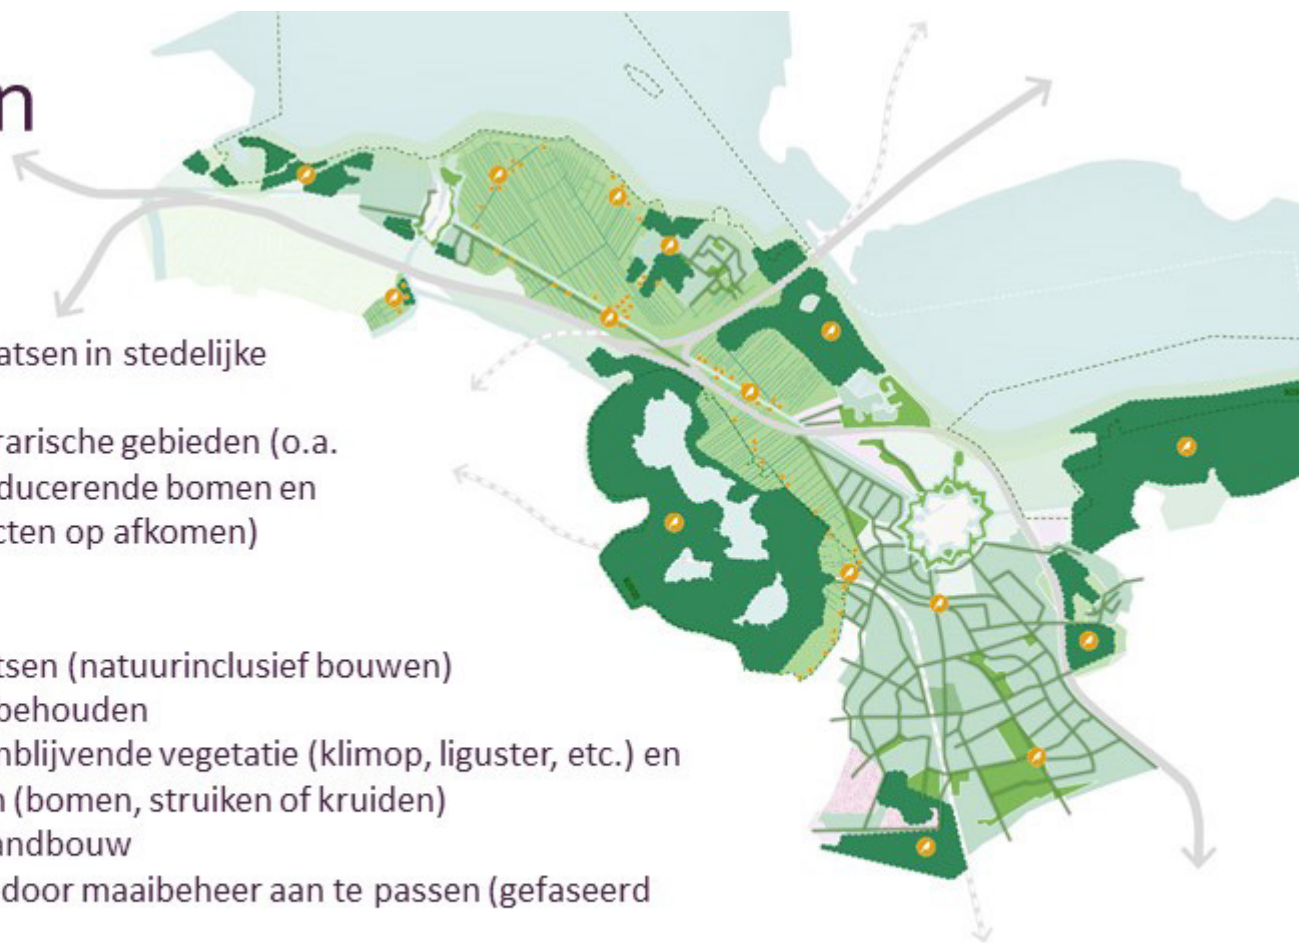 n
atsen in stedelijke
rarische gebieden (o.a.
ducerende bomen en
cten op afkomen)
tsen (natuurinclusief bouwen)
behouden
nblijvende vegetatie (klimop, liguster, etc.) en
n (bomen, struiken of kruiden)
andbouw
door maaibeheer aan te passen (gefaseerd